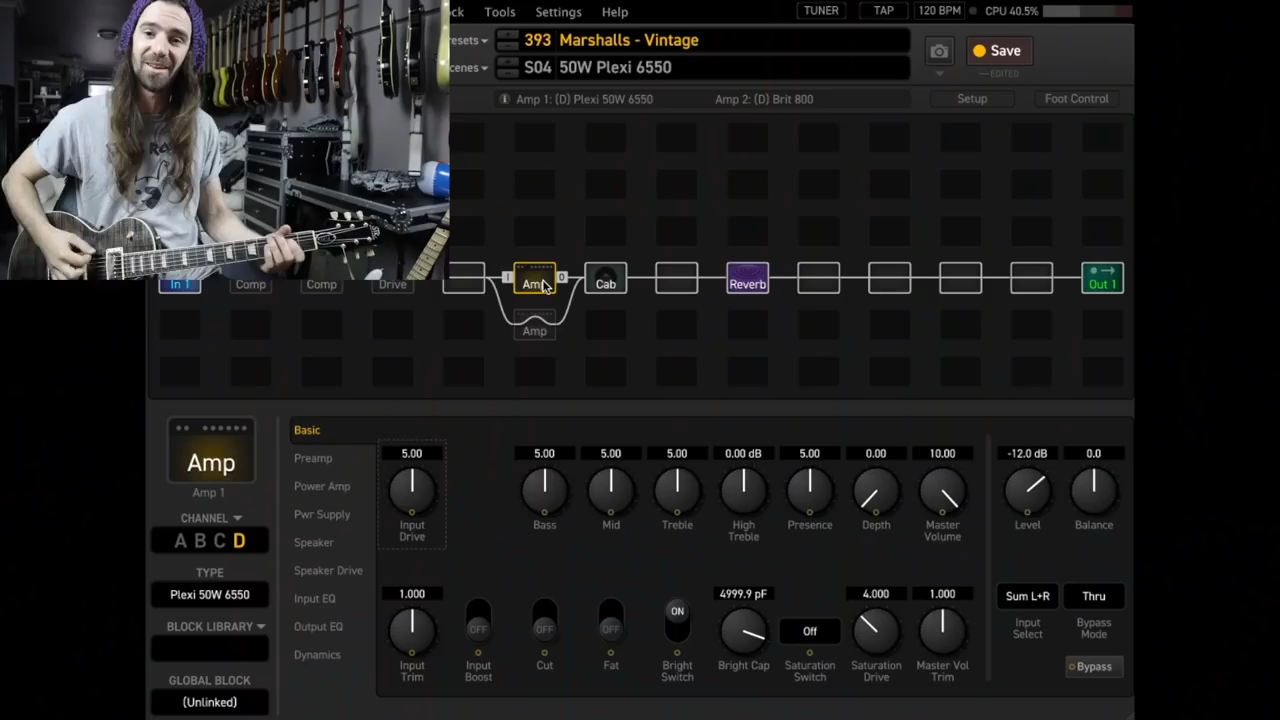 ck Tools Settings Help TUNER TAP 120 BPM CPU 40.5%
resets 393 Marshalls - Vintage Save
cenes S04 50W Plexi 6550 EDITED
Amp 1: (D) Plexi 50W 6550 Amp 2: (D) Brit 800 Setup Foot Control
In 1 Comp Comp Drive I Amp O Cab Reverb Out 1
Amp
Amp
Amp 1
CHANNEL
A B C D
TYPE
Plexi 50W 6550
BLOCK LIBRARY
GLOBAL BLOCK
(Unlinked)
Basic
Preamp
Power Amp
Pwr Supply
Speaker
Speaker Drive
Input EQ
Output EQ
Dynamics
5.00 5.00 5.00 5.00 0.00 dB 5.00 0.00 10.00 -12.0 dB 0.0
Input Drive Bass Mid Treble High Treble Presence Depth Master Volume Level Balance
1.000 4999.9 pF 4.000 1.000
OFF OFF OFF ON Off Sum L+R Thru
Input Trim Input Boost Cut Fat Bright Switch Bright Cap Saturation Switch Saturation Drive Master Vol Trim Input Select Bypass Mode
Bypass